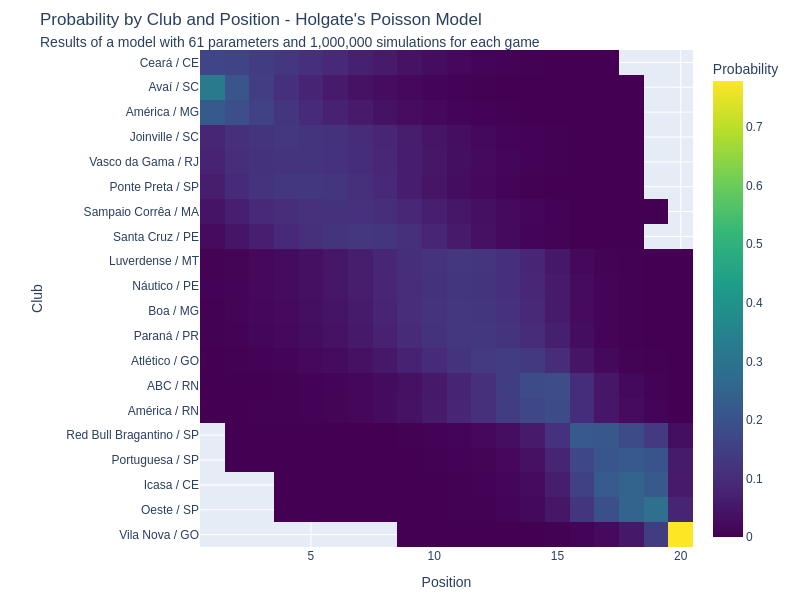 Probability by Club and Position - Holgate's Poisson Model
Results of a model with 61 parameters and 1,000,000 simulations for each game
Probability
Ceará / CE
Avaí / SC
América / MG
Joinville / SC
Vasco da Gama / RJ
Ponte Preta / SP
Sampaio Corrêa / MA
Santa Cruz / PE
Luverdense / MT
Náutico / PE
Boa / MG
Paraná / PR
Atlético / GO
ABC / RN
América / RN
Red Bull Bragantino / SP
Portuguesa / SP
Icasa / CE
Oeste / SP
Vila Nova / GO
Club
5
10
15
20
Position
0.7
0.6
0.5
0.4
0.3
0.2
0.1
0